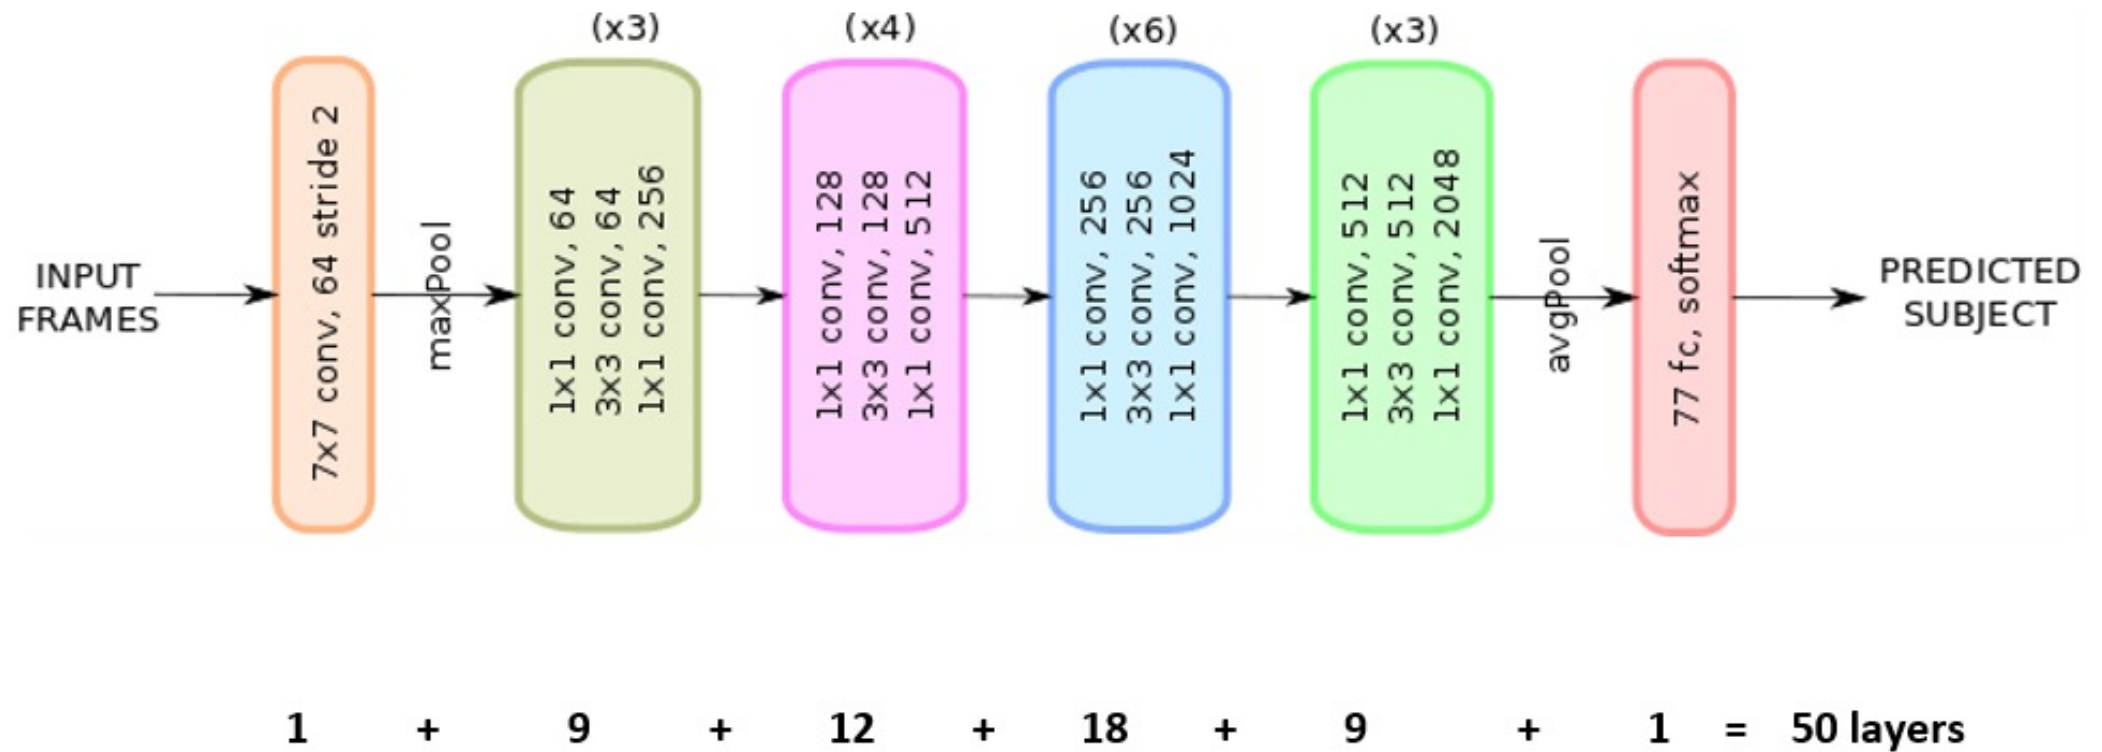 (x3)
(x4)
(x6)
(x3)
INPUT
FRAMES
7x7 conv, 64 stride 2
maxPool
1x1 conv, 64
3x3 conv, 64
1x1 conv, 256
1x1 conv, 128
3x3 conv, 128
1x1 conv, 512
1x1 conv, 256
3x3 conv, 256
1x1 conv, 1024
1x1 conv, 512
3x3 conv, 512
1x1 conv, 2048
avgPool
77 fc, softmax
PREDICTED
SUBJECT
1 + 9 + 12 + 18 + 9 + 1 = 50 layers